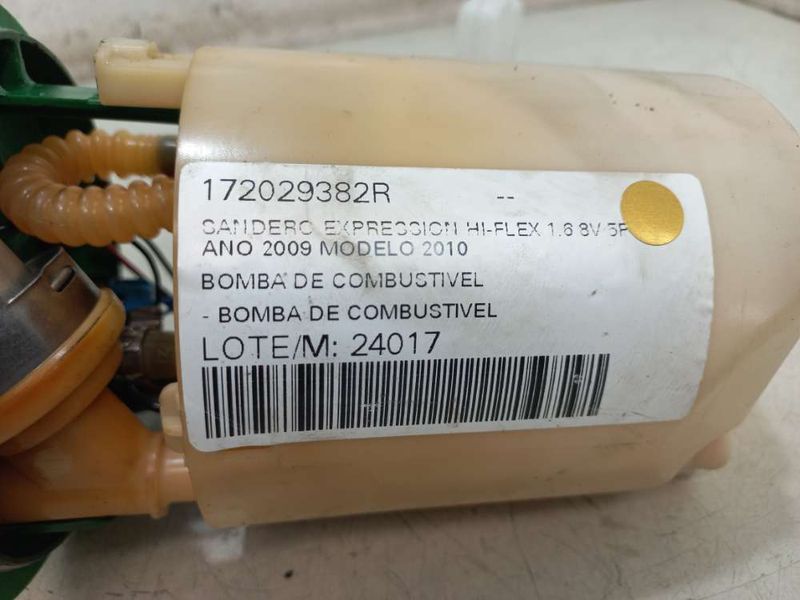 172029382R --
SANDERO EXPRESSION HI-FLEX 1.6 8V 5P
ANO 2009 MODELO 2010
BOMBA DE COMBUSTIVEL
- BOMBA DE COMBUSTIVEL
LOTE/M: 24017